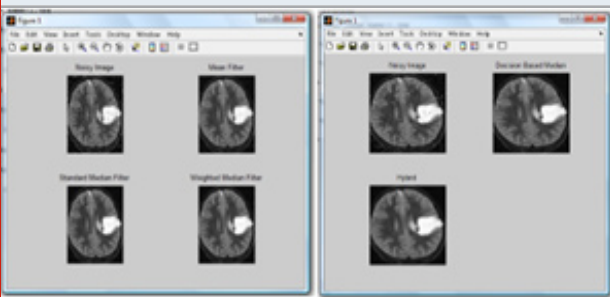 Figure 1
File Edit View Insert Tools Desktop Window Help
Noisy Image Mean Filter
Standard Median Filter Weighted Median Filter
Figure 1
File Edit View Insert Tools Desktop Window Help
Noisy Image Decision Based Median
Hybrid